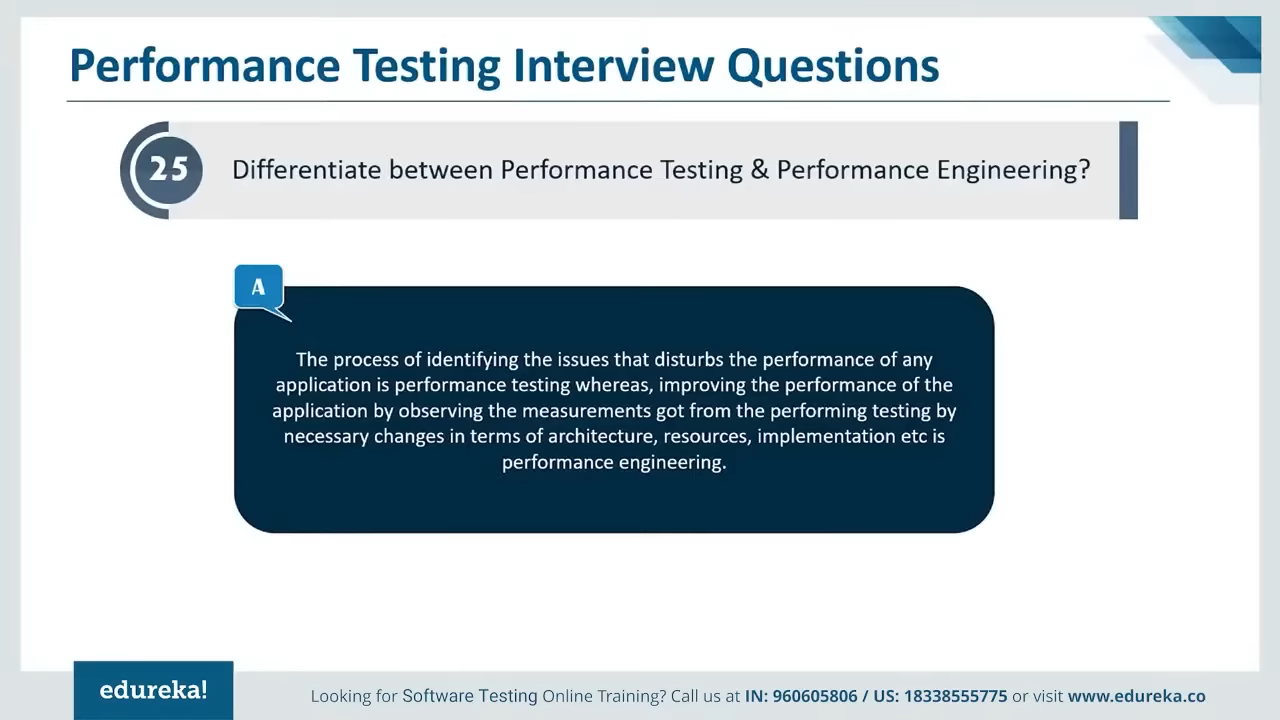 Performance Testing Interview Questions
25
Differentiate between Performance Testing & Performance Engineering?
A
The process of identifying the issues that disturbs the performance of any
application is performance testing whereas, improving the performance of the
application by observing the measurements got from the performing testing by
necessary changes in terms of architecture, resources, implementation etc is
performance engineering.
edureka!
Looking for Software Testing Online Training? Call us at IN: 960605806 / US: 18338555775 or visit www.edureka.co